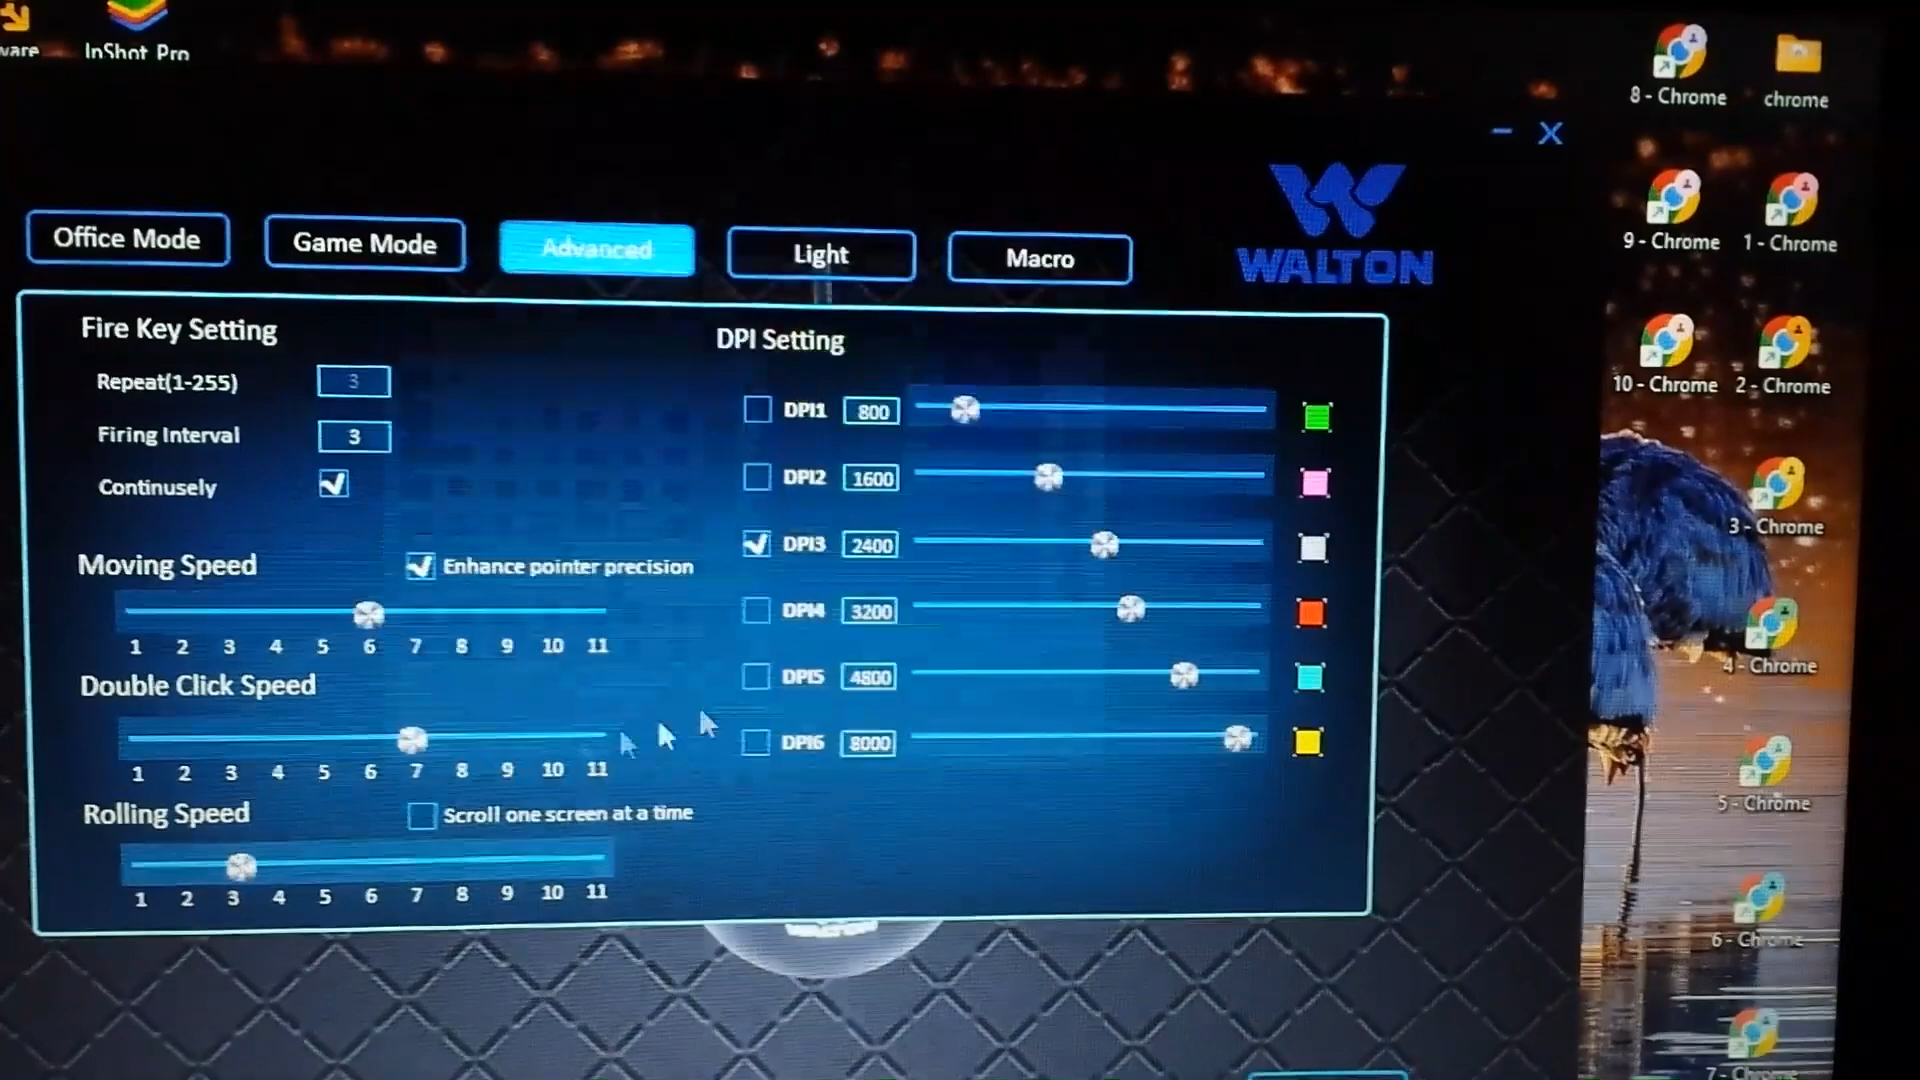 ware
InShot Pro
8 - Chrome
chrome
9 - Chrome
1 - Chrome
10 - Chrome
2 - Chrome
3 - Chrome
4 - Chrome
5 - Chrome
6 - Chrome
7 - Chrome
WALTON
Office Mode
Game Mode
Advanced
Light
Macro
Fire Key Setting
Repeat(1-255) 3
Firing Interval 3
Continusely
Moving Speed
Enhance pointer precision
1 2 3 4 5 6 7 8 9 10 11
Double Click Speed
1 2 3 4 5 6 7 8 9 10 11
Rolling Speed
Scroll one screen at a time
1 2 3 4 5 6 7 8 9 10 11
DPI Setting
DPI1 800
DPI2 1600
DPI3 2400
DPI4 3200
DPI5 4800
DPI6 8000